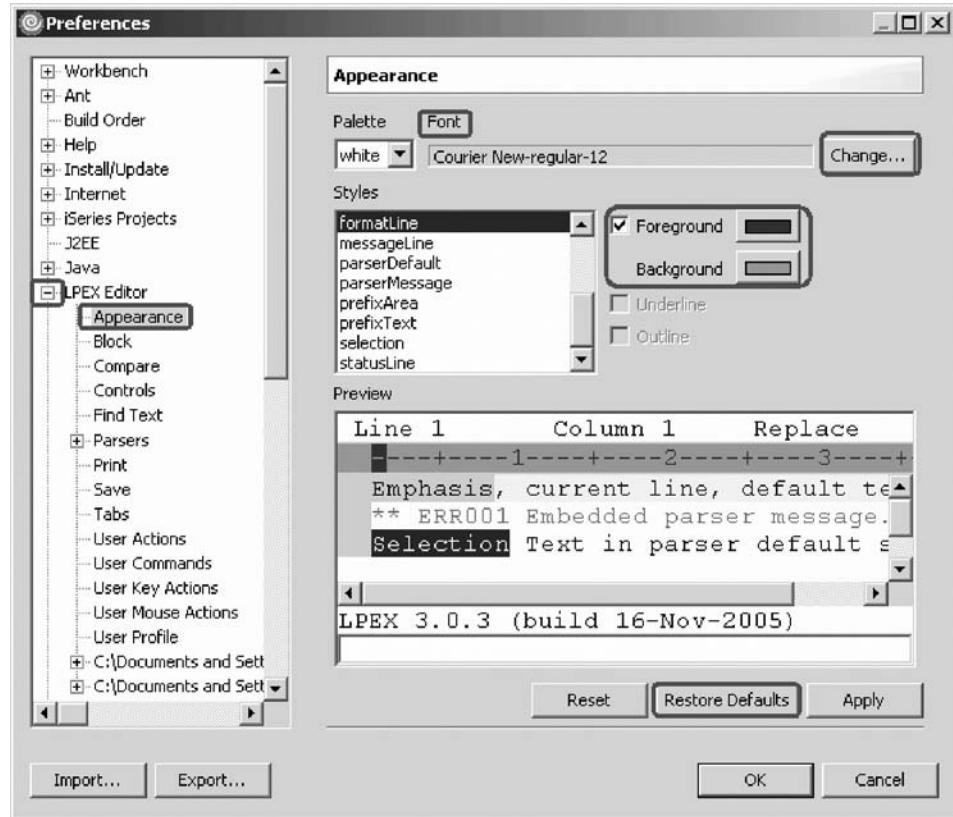 Preferences
Workbench
Ant
Build Order
Help
Install/Update
Internet
iSeries Projects
J2EE
Java
LPEX Editor
Appearance
Block
Compare
Controls
Find Text
Parsers
Print
Save
Tabs
User Actions
User Commands
User Key Actions
User Mouse Actions
User Profile
C:\Documents and Sett
C:\Documents and Sett
Appearance
Palette Font
white Courier New-regular-12 Change...
Styles
formatLine
messageLine
parserDefault
parserMessage
prefixArea
prefixText
selection
statusLine
Foreground
Background
Underline
Outline
Preview
Line 1 Column 1 Replace
----+----1----+----2----+----3----+
Emphasis, current line, default te
** ERR001 Embedded parser message.
Selection Text in parser default s
LPEX 3.0.3 (build 16-Nov-2005)
Reset Restore Defaults Apply
Import... Export... OK Cancel